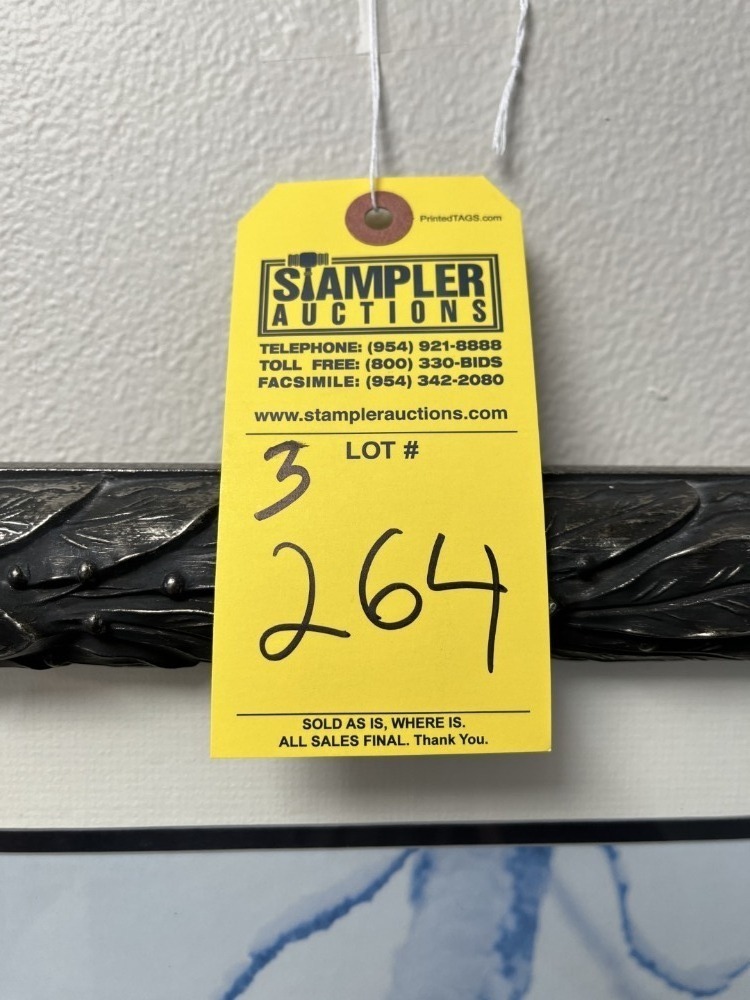 PrintedTAGS.com
STAMPLER
AUCTIONS
TELEPHONE: (954) 921-8888
TOLL FREE: (800) 330-BIDS
FACSIMILE: (954) 342-2080
www.stamplerauctions.com
LOT #
3
264
SOLD AS IS, WHERE IS.
ALL SALES FINAL. Thank You.